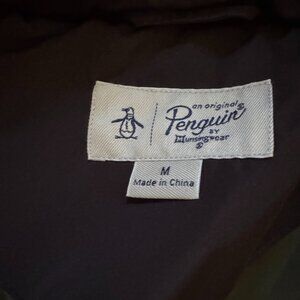 an original
Penguin®
BY
Munsingwear
M
Made in China